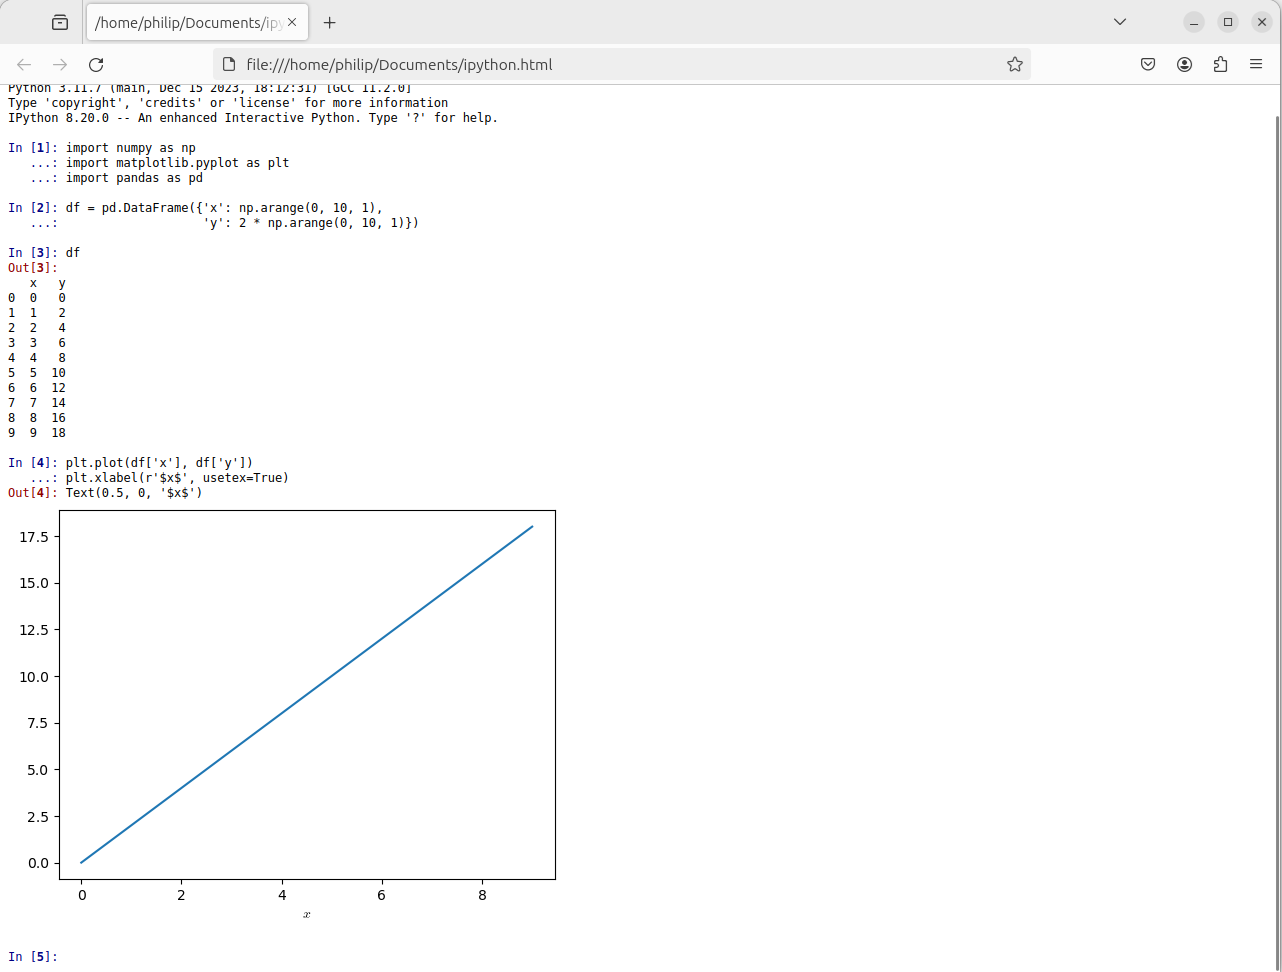 /home/philip/Documents/ipy
file:///home/philip/Documents/ipython.html
Python 3.11.7 (main, Dec 15 2023, 18:12:31) [GCC 11.2.0]
Type 'copyright', 'credits' or 'license' for more information
IPython 8.20.0 -- An enhanced Interactive Python. Type '?' for help.
In [1]: import numpy as np
   ...: import matplotlib.pyplot as plt
   ...: import pandas as pd
In [2]: df = pd.DataFrame({'x': np.arange(0, 10, 1),
   ...:                    'y': 2 * np.arange(0, 10, 1)})
In [3]: df
Out[3]:
   x   y
0  0   0
1  1   2
2  2   4
3  3   6
4  4   8
5  5  10
6  6  12
7  7  14
8  8  16
9  9  18
In [4]: plt.plot(df['x'], df['y'])
   ...: plt.xlabel(r'$x$', usetex=True)
Out[4]: Text(0.5, 0, '$x$')
17.5
15.0
12.5
10.0
7.5
5.0
2.5
0.0
0 2 4 6 8
x
In [5]: